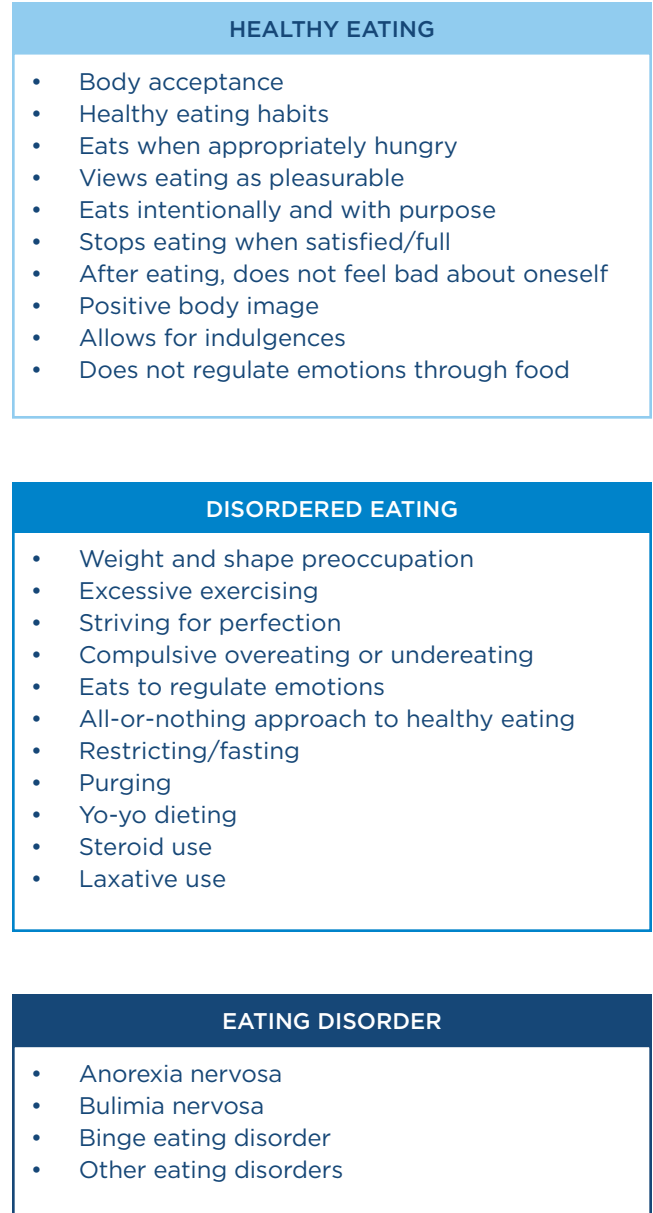 HEALTHY EATING
• Body acceptance
• Healthy eating habits
• Eats when appropriately hungry
• Views eating as pleasurable
• Eats intentionally and with purpose
• Stops eating when satisfied/full
• After eating, does not feel bad about oneself
• Positive body image
• Allows for indulgences
• Does not regulate emotions through food
DISORDERED EATING
• Weight and shape preoccupation
• Excessive exercising
• Striving for perfection
• Compulsive overeating or undereating
• Eats to regulate emotions
• All-or-nothing approach to healthy eating
• Restricting/fasting
• Purging
• Yo-yo dieting
• Steroid use
• Laxative use
EATING DISORDER
• Anorexia nervosa
• Bulimia nervosa
• Binge eating disorder
• Other eating disorders